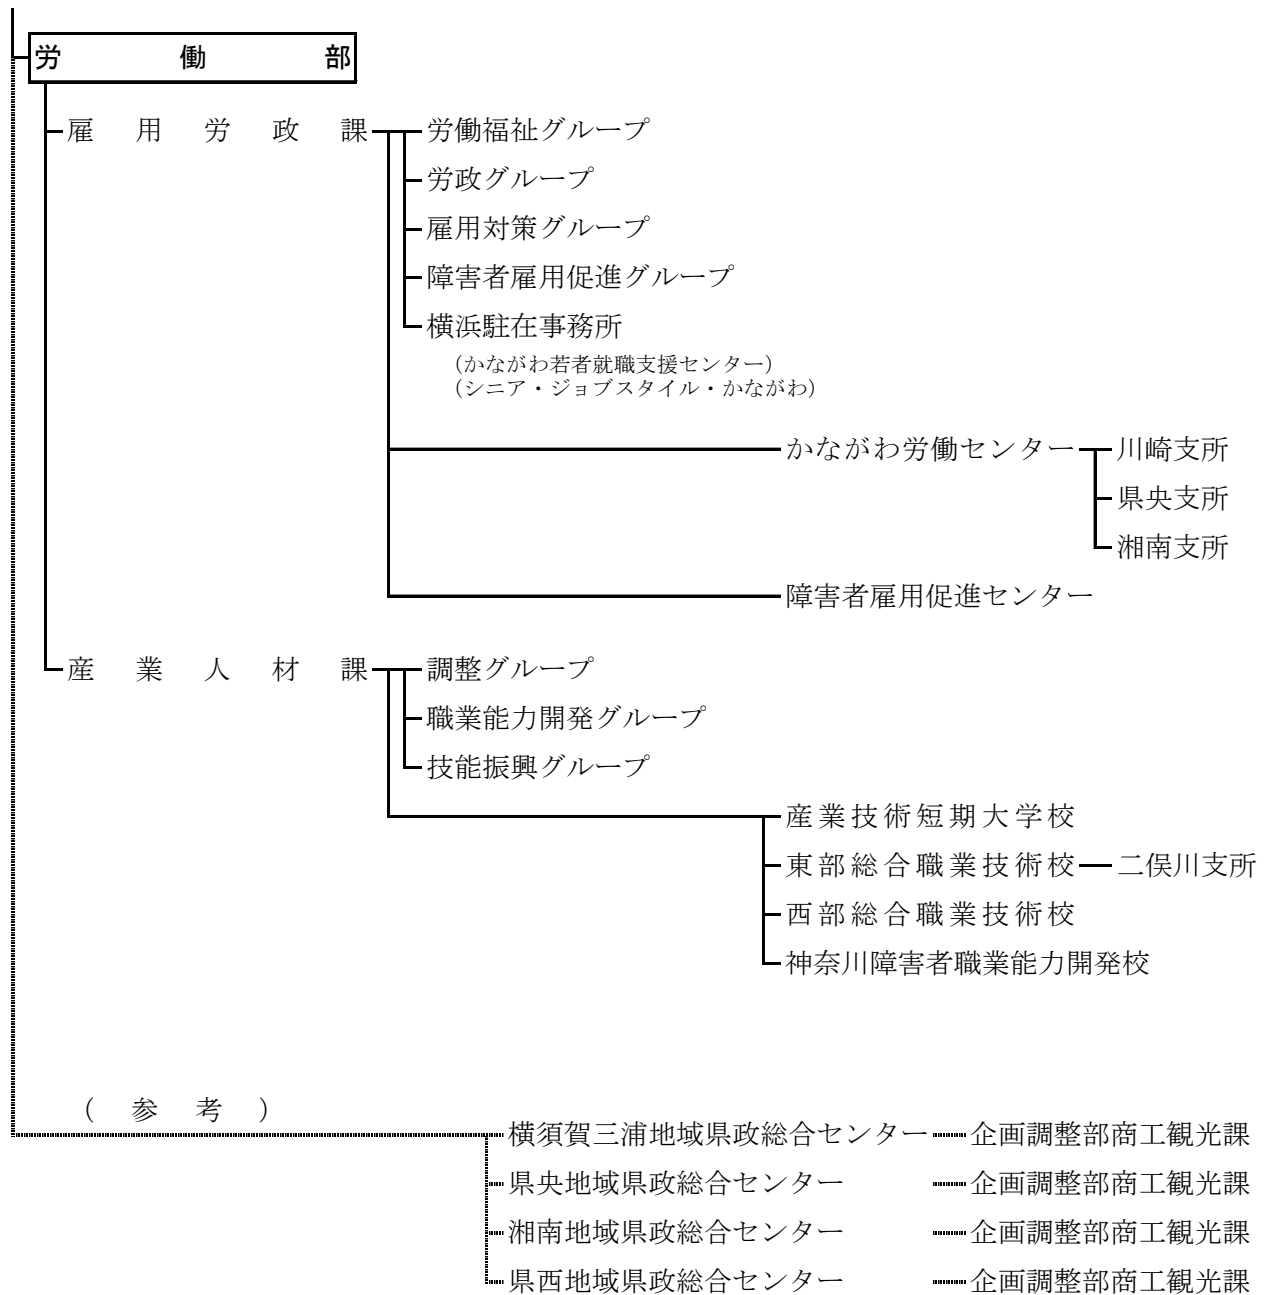 労働部
雇用労政課 労働福祉グループ
労政グループ
雇用対策グループ
障害者雇用促進グループ
横浜駐在事務所
（かながわ若者就職支援センター）
（シニア・ジョブスタイル・かながわ）
かながわ労働センター 川崎支所
県央支所
湘南支所
障害者雇用促進センター
産業人材課 調整グループ
職業能力開発グループ
技能振興グループ
産業技術短期大学校
東部総合職業技術校 二俣川支所
西部総合職業技術校
神奈川障害者職業能力開発校
（参考）
横須賀三浦地域県政総合センター 企画調整部商工観光課
県央地域県政総合センター 企画調整部商工観光課
湘南地域県政総合センター 企画調整部商工観光課
県西地域県政総合センター 企画調整部商工観光課